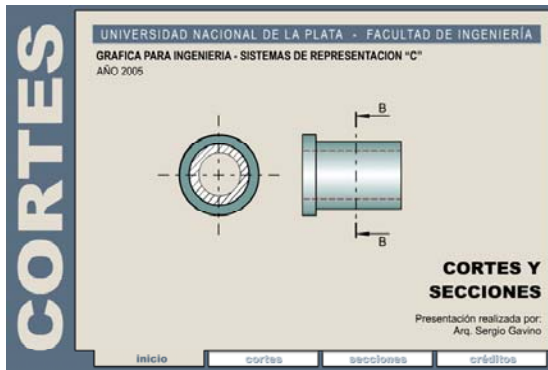 CORTES
UNIVERSIDAD NACIONAL DE LA PLATA - FACULTAD DE INGENIERÍA
GRAFICA PARA INGENIERIA - SISTEMAS DE REPRESENTACION “C”
AÑO 2005
B
B
CORTES Y
SECCIONES
Presentación realizada por:
Arq. Sergio Gavino
inicio
cortes
secciones
créditos